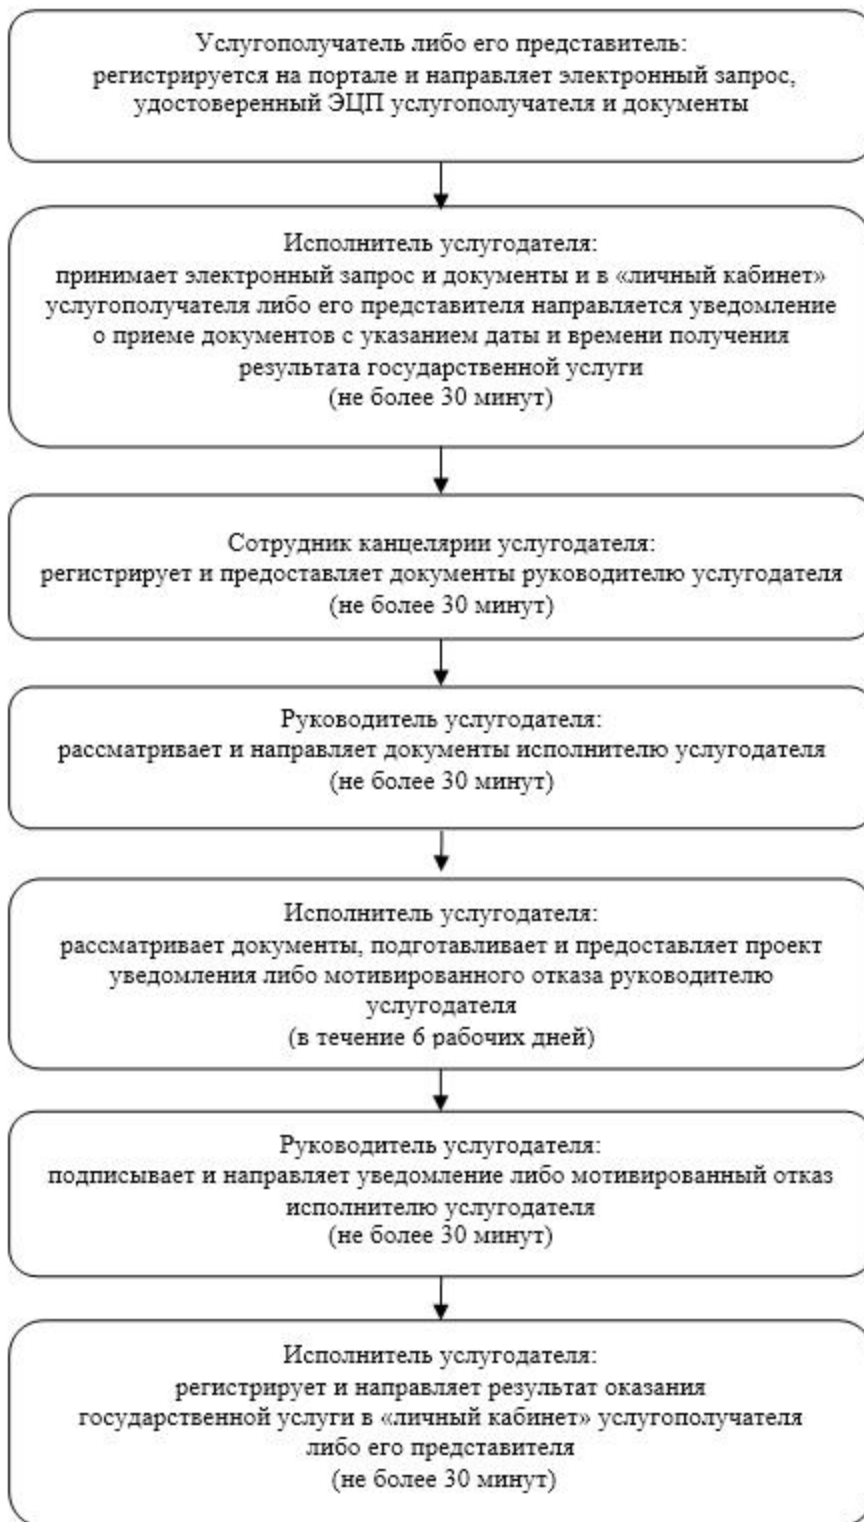 Услугополучатель либо его представитель:
регистрируется на портале и направляет электронный запрос,
удостоверенный ЭЦП услугополучателя и документы
Исполнитель услугодателя:
принимает электронный запрос и документы и в «личный кабинет»
услугополучателя либо его представителя направляется уведомление
о приеме документов с указанием даты и времени получения
результата государственной услуги
(не более 30 минут)
Сотрудник канцелярии услугодателя:
регистрирует и предоставляет документы руководителю услугодателя
(не более 30 минут)
Руководитель услугодателя:
рассматривает и направляет документы исполнителю услугодателя
(не более 30 минут)
Исполнитель услугодателя:
рассматривает документы, подготавливает и предоставляет проект
уведомления либо мотивированного отказа руководителю
услугодателя
(в течение 6 рабочих дней)
Руководитель услугодателя:
подписывает и направляет уведомление либо мотивированный отказ
исполнителю услугодателя
(не более 30 минут)
Исполнитель услугодателя:
регистрирует и направляет результат оказания
государственной услуги в «личный кабинет» услугополучателя
либо его представителя
(не более 30 минут)